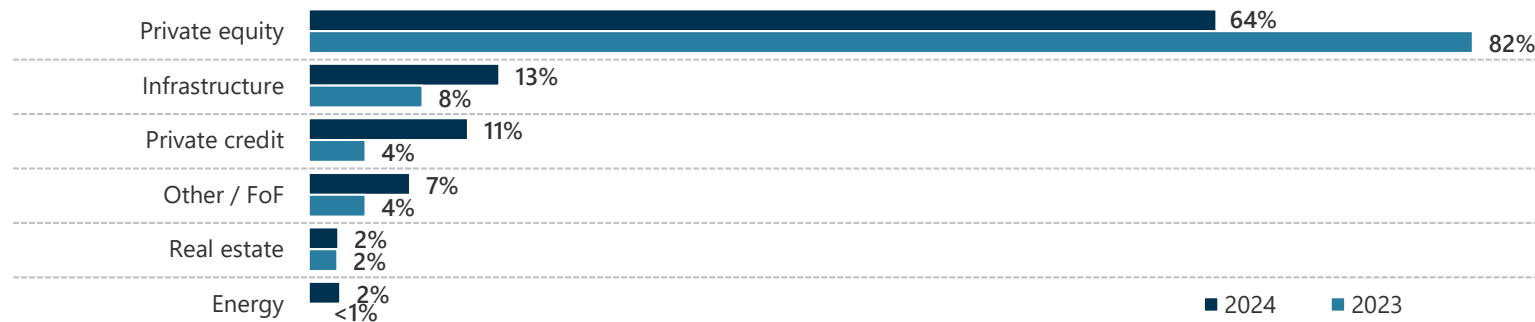 Private equity
64%
82%
Infrastructure
13%
8%
Private credit
11%
4%
Other / FoF
7%
4%
Real estate
2%
2%
Energy
2%
<1%
2024 2023